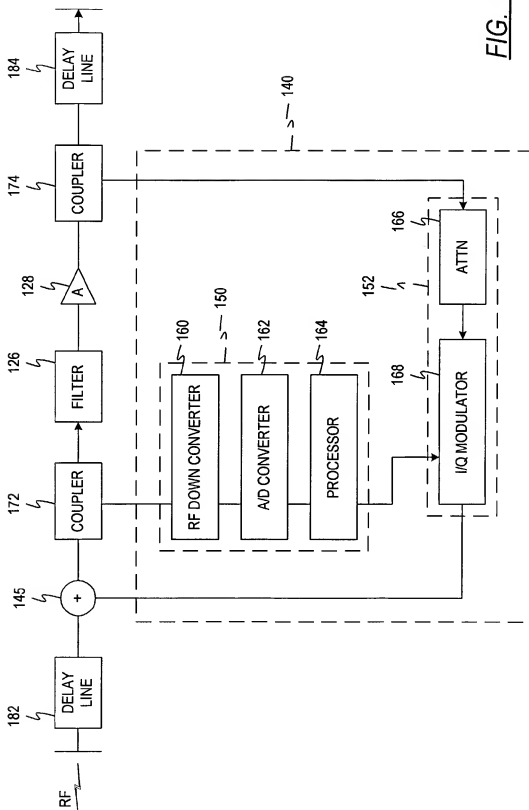 RF
182
DELAY
LINE
145
+
172
COUPLER
126
FILTER
128
A
174
COUPLER
184
DELAY
LINE
140
150
160
RF DOWN CONVERTER
162
A/D CONVERTER
164
PROCESSOR
152
166
ATTN
168
I/Q MODULATOR
FIG.